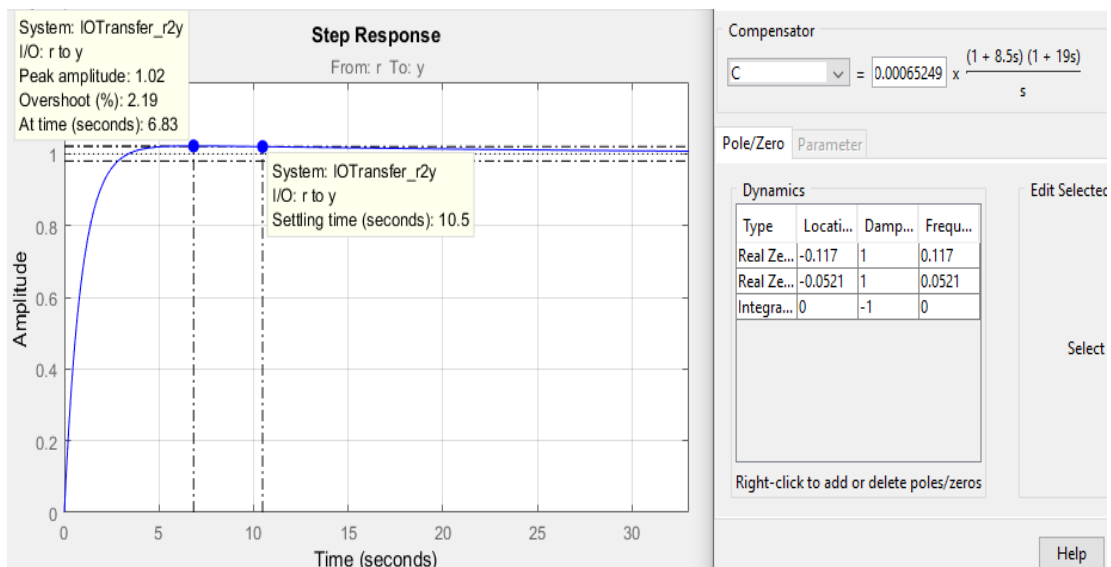 System: IOTransfer_r2y
I/O: r to y
Peak amplitude: 1.02
Overshoot (%): 2.19
At time (seconds): 6.83
Step Response
From: r To: y
System: IOTransfer_r2y
I/O: r to y
Settling time (seconds): 10.5
Amplitude
1
0.8
0.6
0.4
0.2
0
0 5 10 15 20 25 30
Time (seconds)
Compensator
C = 0.00065249 x (1 + 8.5s) (1 + 19s)
s
Pole/Zero Parameter
Dynamics
Type Locati... Damp... Frequ...
Real Ze... -0.117 1 0.117
Real Ze... -0.0521 1 0.0521
Integra... 0 -1 0
Right-click to add or delete poles/zeros
Edit Selected
Select
Help